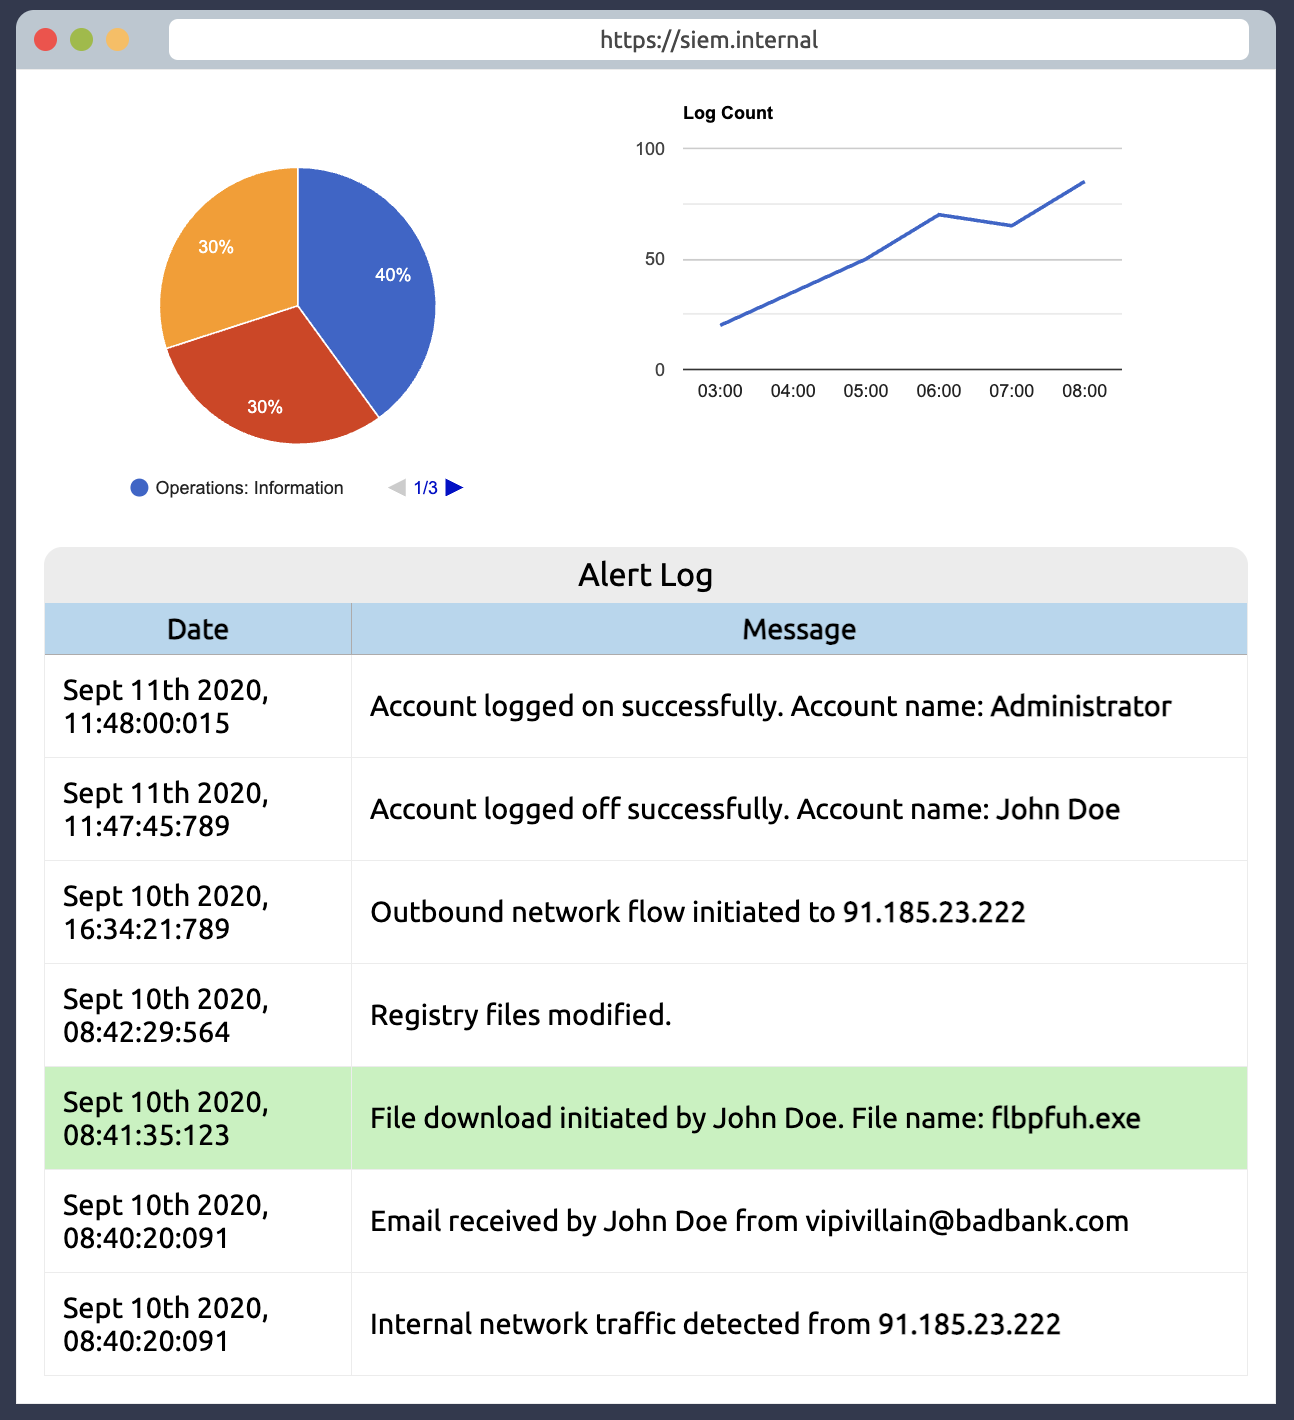 https://siem.internal
Log Count
100
50
0
03:00 04:00 05:00 06:00 07:00 08:00
30%
40%
30%
Operations: Information
1/3
Alert Log
Date Message
Sept 11th 2020,
11:48:00:015
Account logged on successfully. Account name: Administrator
Sept 11th 2020,
11:47:45:789
Account logged off successfully. Account name: John Doe
Sept 10th 2020,
16:34:21:789
Outbound network flow initiated to 91.185.23.222
Sept 10th 2020,
08:42:29:564
Registry files modified.
Sept 10th 2020,
08:41:35:123
File download initiated by John Doe. File name: flbpfuh.exe
Sept 10th 2020,
08:40:20:091
Email received by John Doe from vipivillain@badbank.com
Sept 10th 2020,
08:40:20:091
Internal network traffic detected from 91.185.23.222